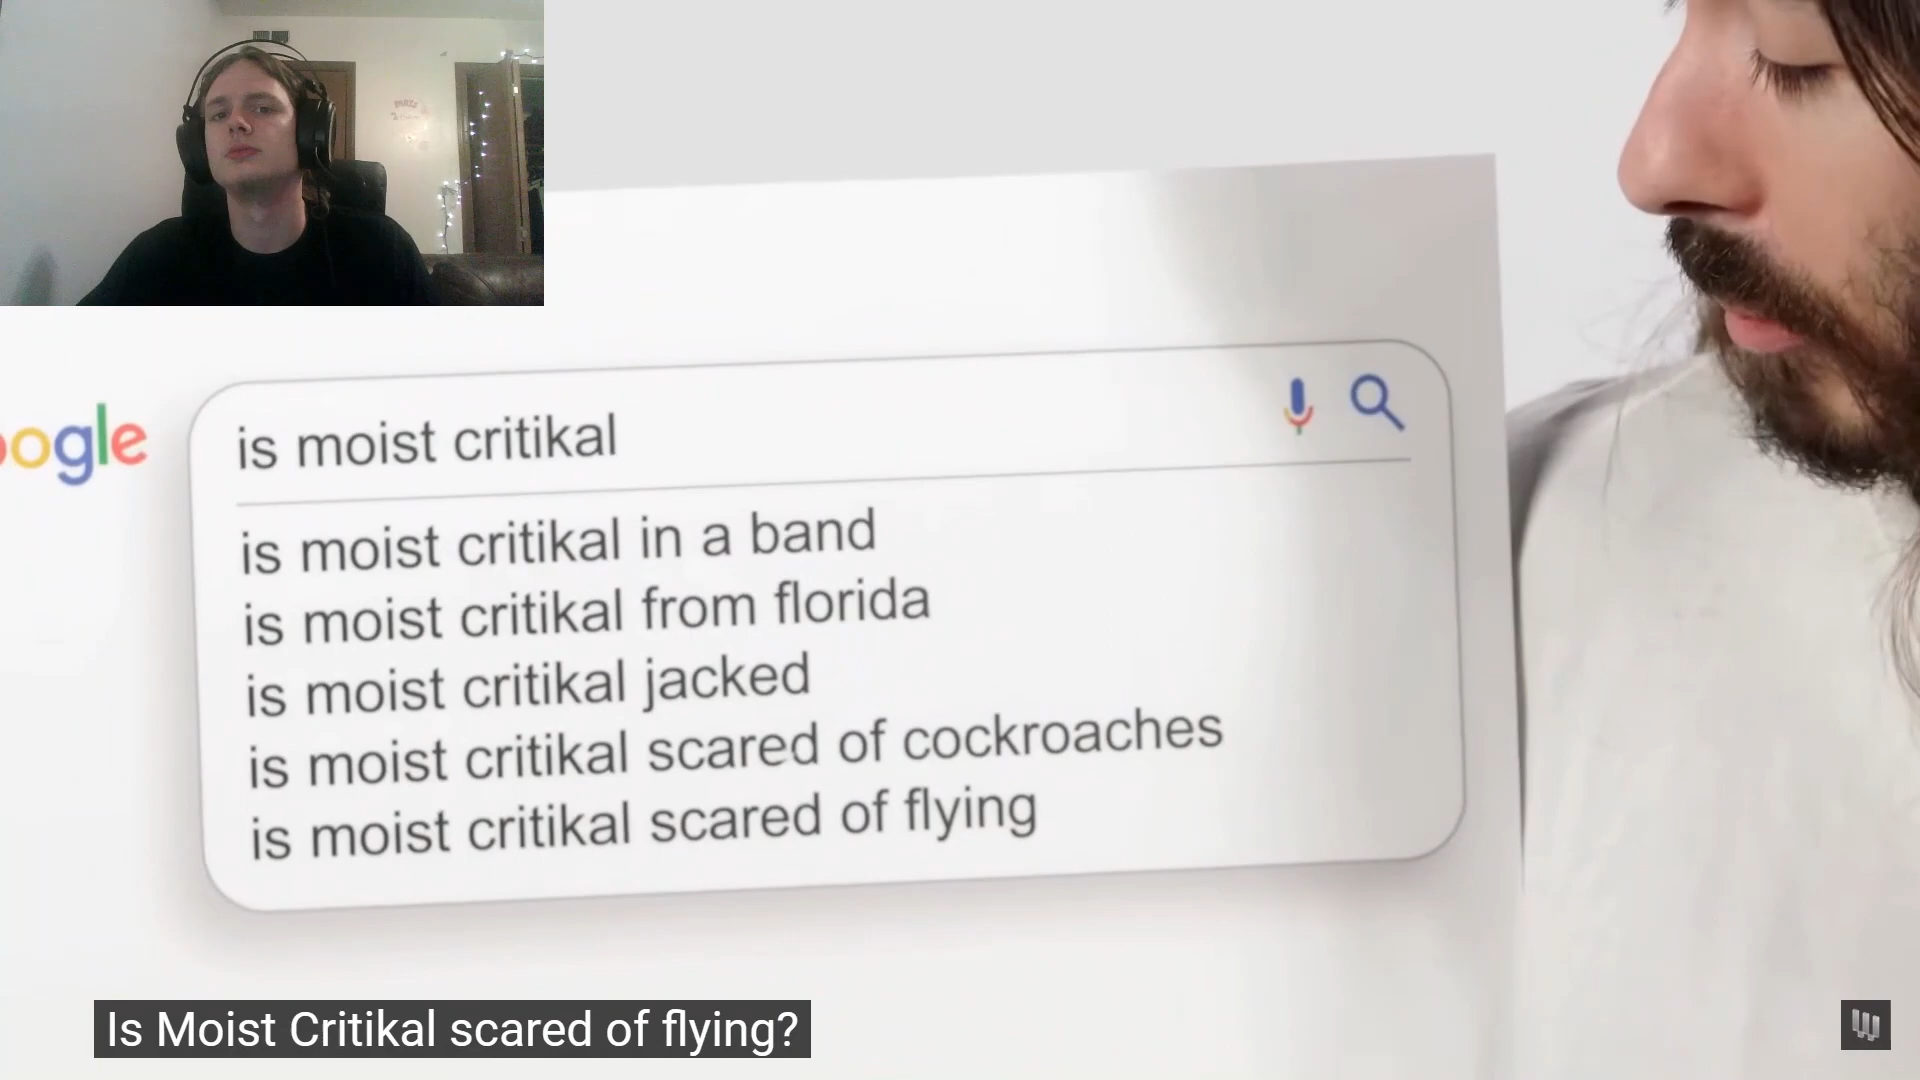 oogle
is moist critikal
is moist critikal in a band
is moist critikal from florida
is moist critikal jacked
is moist critikal scared of cockroaches
is moist critikal scared of flying
Is Moist Critikal scared of flying?